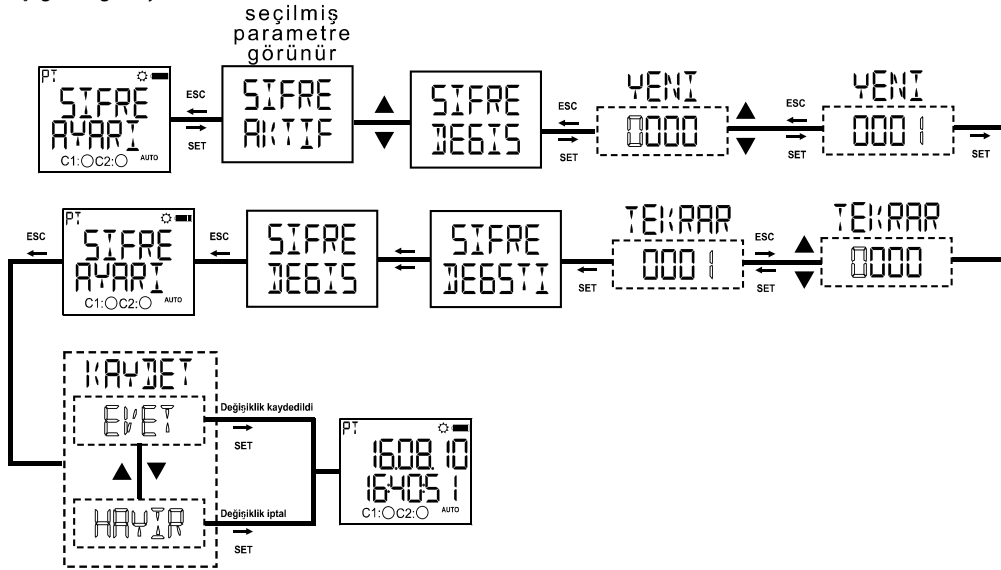 seçilmiş
parametre
görünür
PT
SIFRE
AYARI
C1: C2: AUTO
ESC
SET
SIFRE
AKTIF
SIFRE
DEGIS
ESC
SET
YENI
0000
ESC
SET
YENI
0001
SET
PT
SIFRE
AYARI
C1: C2: AUTO
ESC
ESC
SIFRE
DEGIS
SIFRE
DEGSTI
SET
TEKRAR
0001
ESC
SET
TEKRAR
0000
KAYDET
EVET
HAYIR
Değişiklik kaydedildi
SET
Değişiklik iptal
SET
PT
16.08.10
16:40:51
C1: C2: AUTO